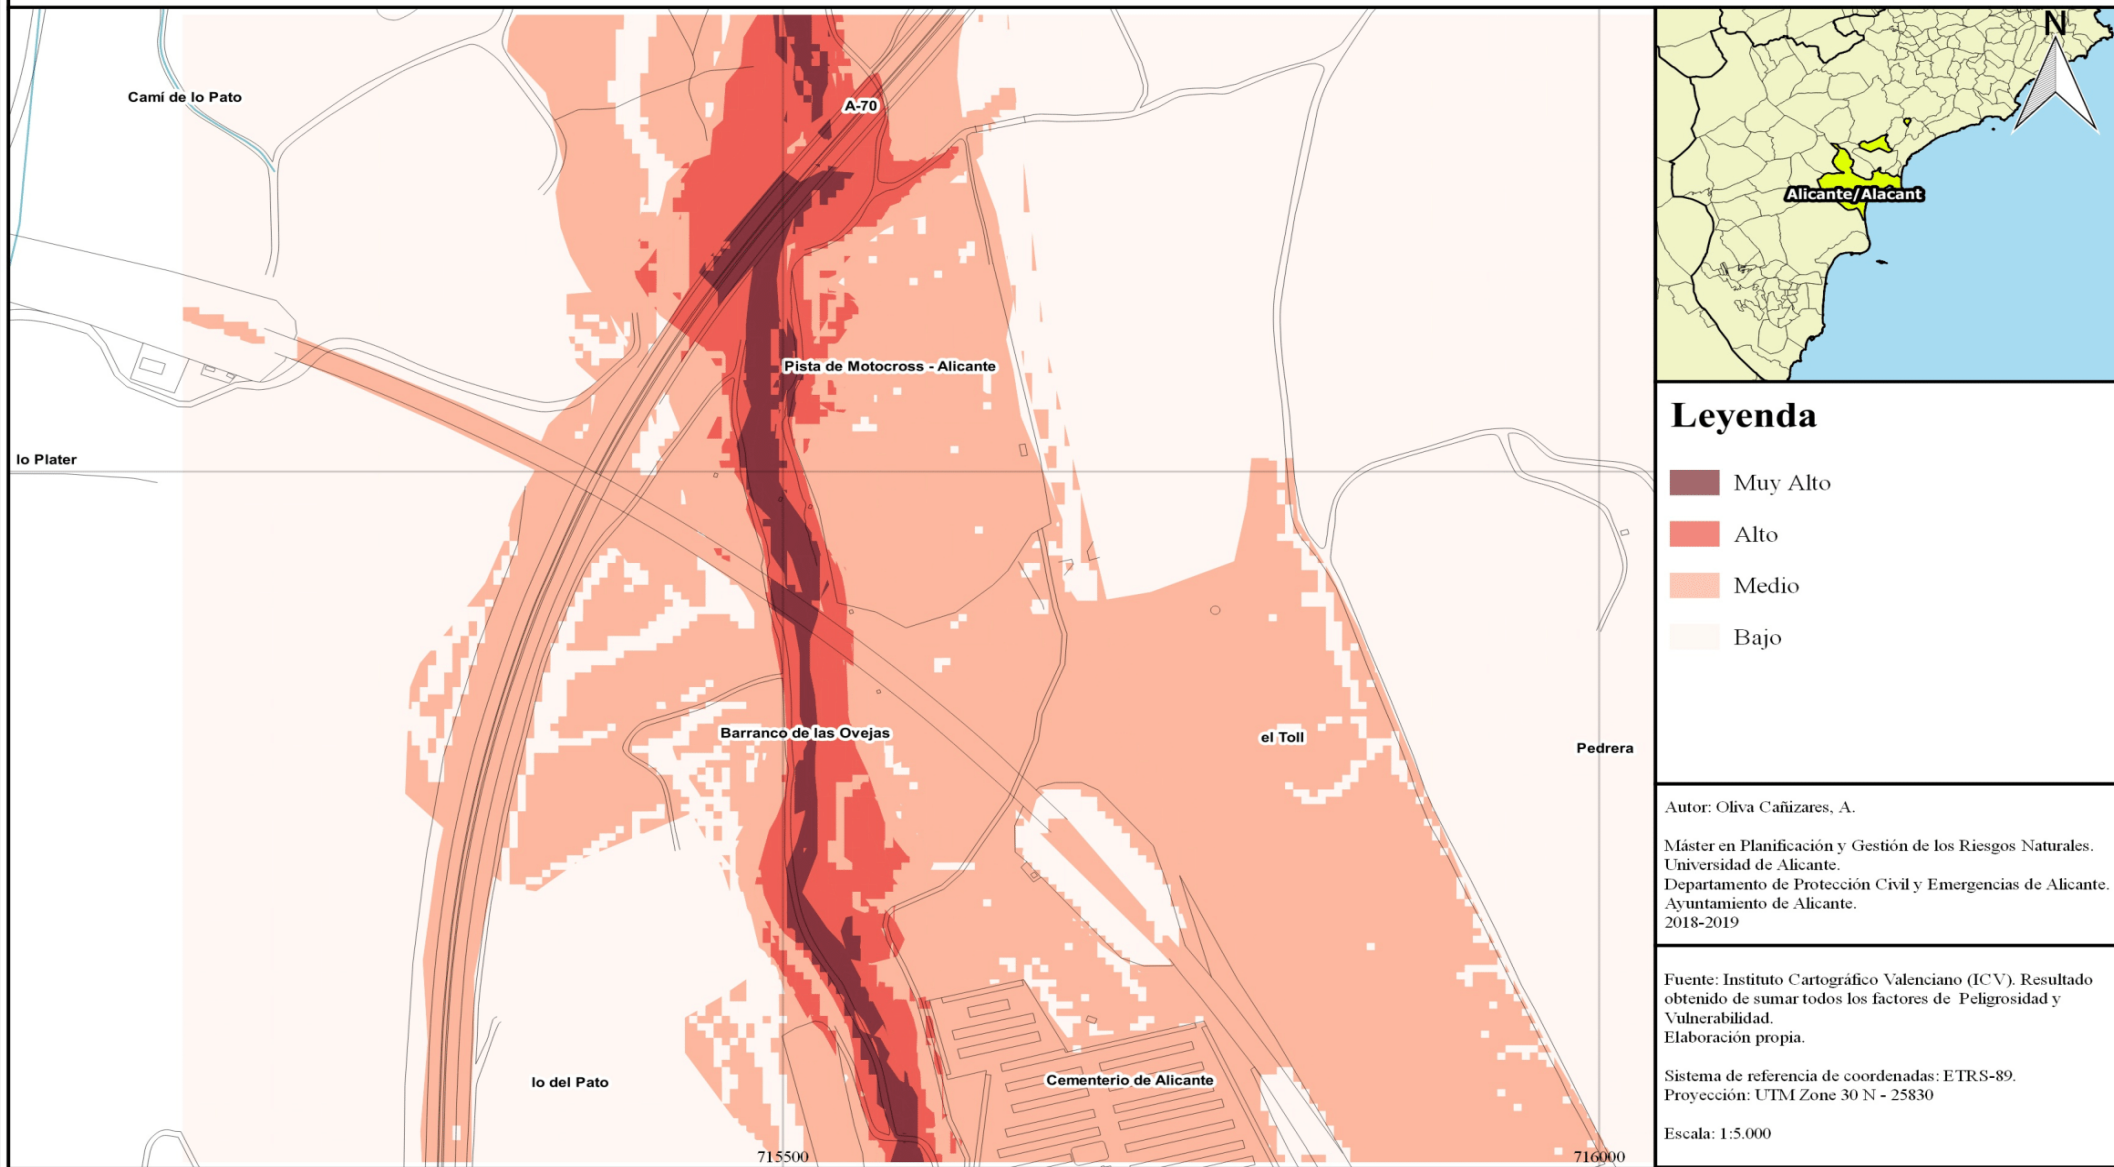 Camí de lo Pato
A-70
Pista de Motocross - Alicante
lo Plater
Barranco de las Ovejas
el Toll
Pedrera
lo del Pato
Cementerio de Alicante
715500
716000
N
Alicante/Alacant
Leyenda
Muy Alto
Alto
Medio
Bajo
Autor: Oliva Cañizares, A.
Máster en Planificación y Gestión de los Riesgos Naturales.
Universidad de Alicante.
Departamento de Protección Civil y Emergencias de Alicante.
Ayuntamiento de Alicante.
2018-2019
Fuente: Instituto Cartográfico Valenciano (ICV). Resultado
obtenido de sumar todos los factores de Peligrosidad y
Vulnerabilidad.
Elaboración propia.
Sistema de referencia de coordenadas: ETRS-89.
Proyección: UTM Zone 30 N - 25830
Escala: 1:5.000